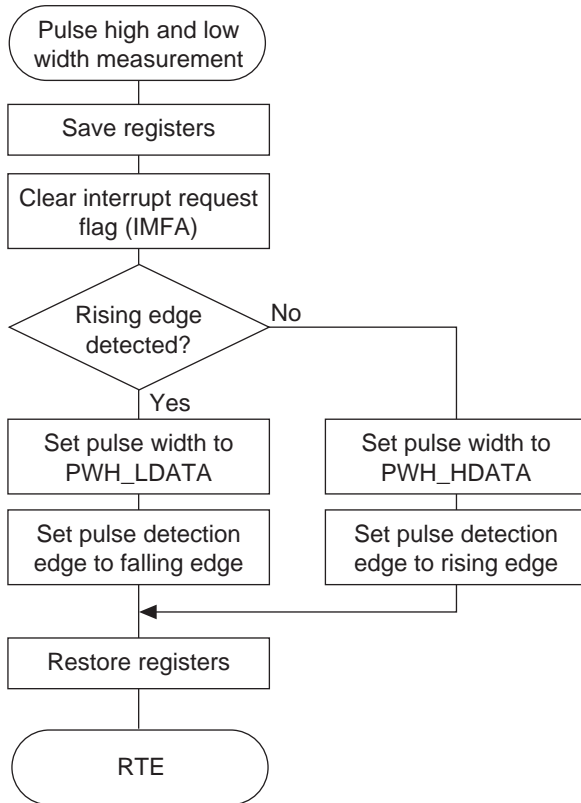 Pulse high and low
width measurement
Save registers
Clear interrupt request
flag (IMFA)
Rising edge
detected?
No
Yes
Set pulse width to
PWH_LDATA
Set pulse width to
PWH_HDATA
Set pulse detection
edge to falling edge
Set pulse detection
edge to rising edge
Restore registers
RTE